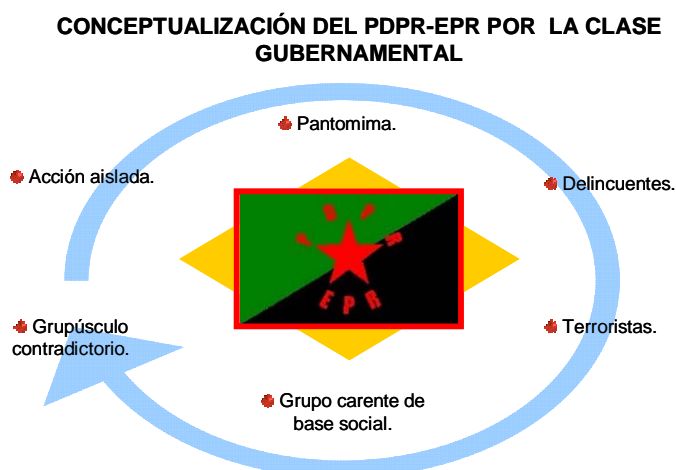 CONCEPTUALIZACIÓN DEL PDPR-EPR POR LA CLASE
GUBERNAMENTAL
Pantomima.
Acción aislada.
Delincuentes.
P D P R
E P R
Grupúsculo
contradictorio.
Terroristas.
Grupo carente de
base social.